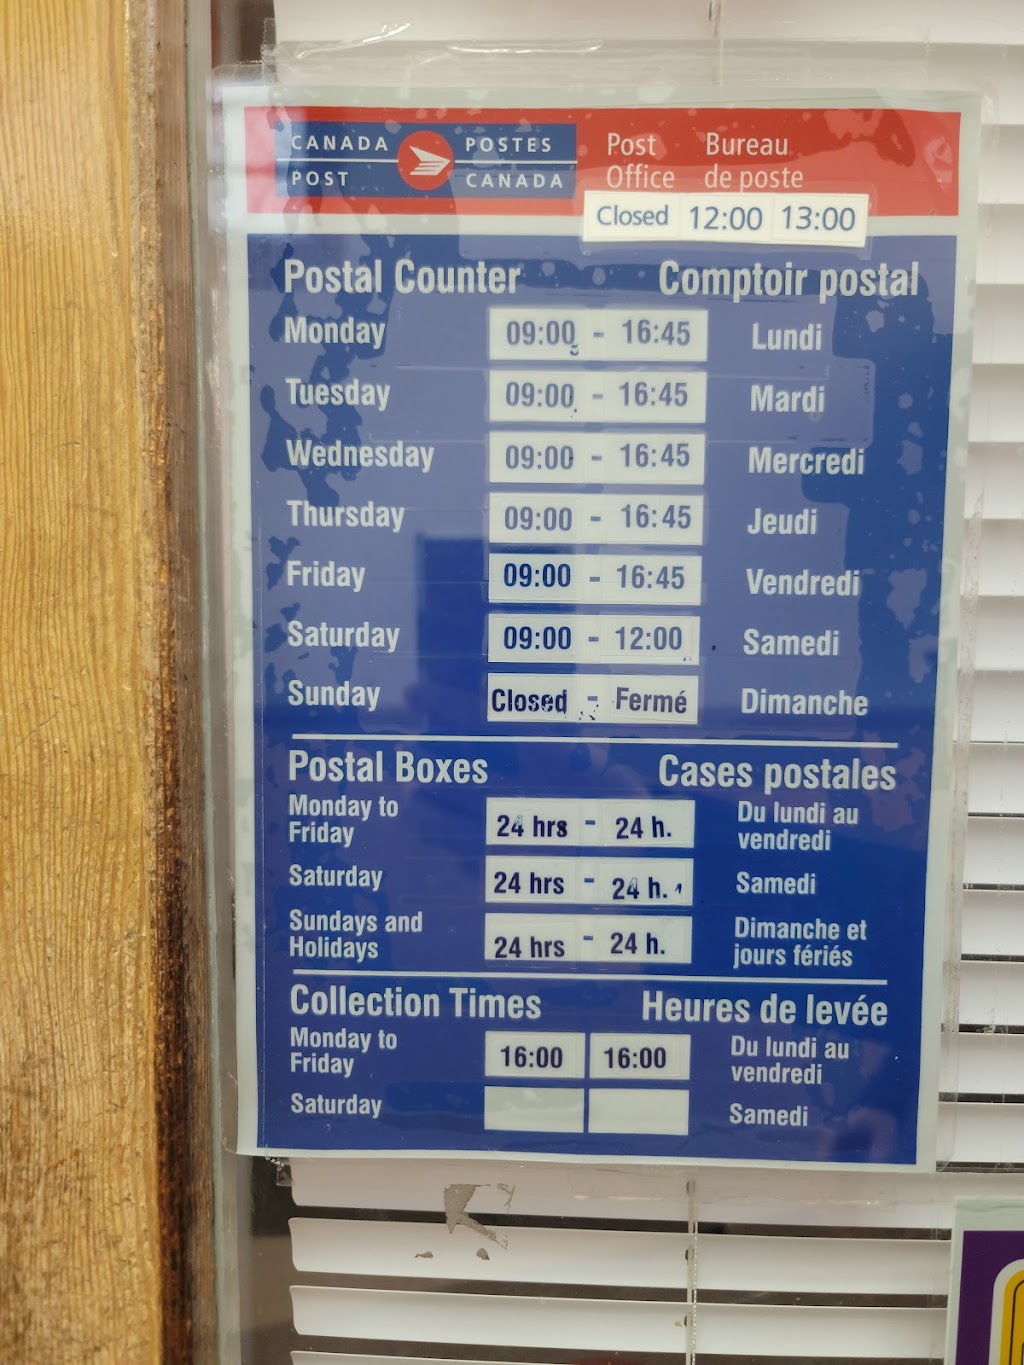 CANADA POSTES
POST CANADA
Post Bureau
Office de poste
Closed 12:00 13:00
Postal Counter Comptoir postal
Monday 09:00 - 16:45 Lundi
Tuesday 09:00 - 16:45 Mardi
Wednesday 09:00 - 16:45 Mercredi
Thursday 09:00 - 16:45 Jeudi
Friday 09:00 - 16:45 Vendredi
Saturday 09:00 - 12:00 Samedi
Sunday Closed - Fermé Dimanche
Postal Boxes Cases postales
Monday to Du lundi au
Friday 24 hrs - 24 h. vendredi
Saturday 24 hrs - 24 h. Samedi
Sundays and Dimanche et
Holidays 24 hrs - 24 h. jours fériés
Collection Times Heures de levée
Monday to Du lundi au
Friday 16:00 16:00 vendredi
Saturday Samedi